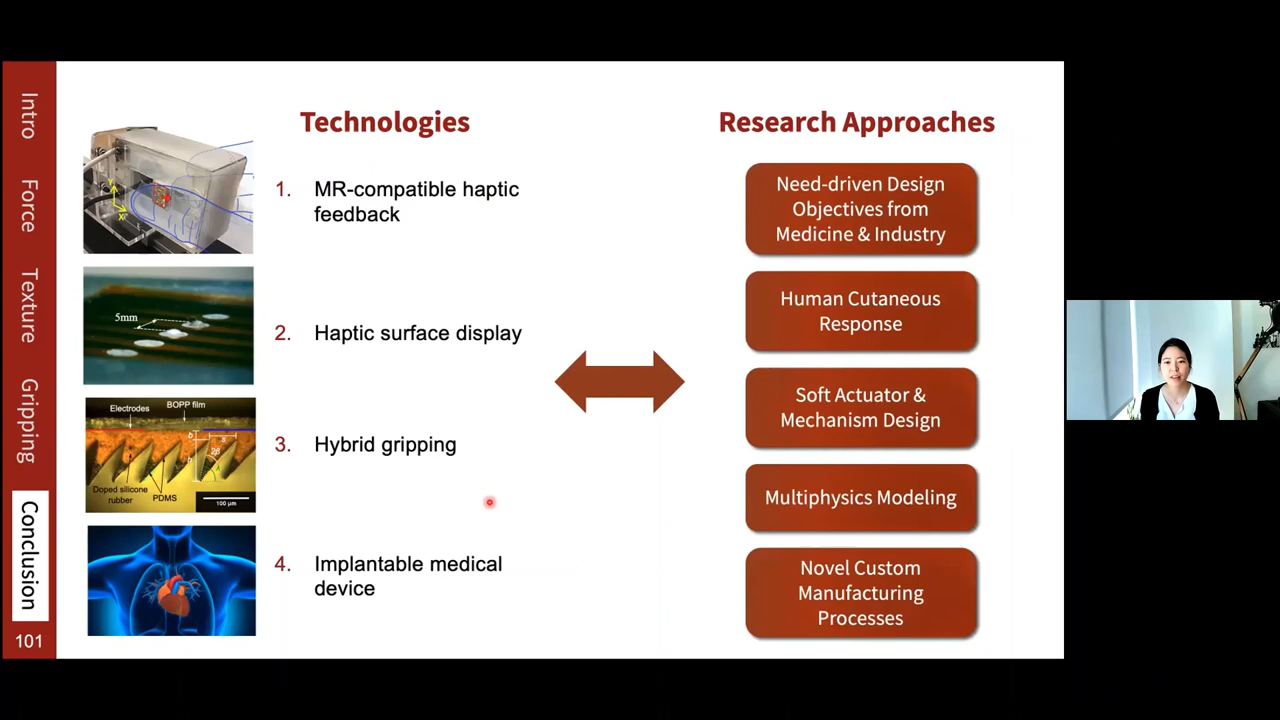 Intro
Force
Texture
Gripping
Conclusion
101
Technologies
1. MR-compatible haptic
feedback
2. Haptic surface display
3. Hybrid gripping
4. Implantable medical
device
Y
X
5mm
Electrodes
BOPP film
b
a
h
2β
λ
Doped silicone
rubber
PDMS
100 μm
Research Approaches
Need-driven Design
Objectives from
Medicine & Industry
Human Cutaneous
Response
Soft Actuator &
Mechanism Design
Multiphysics Modeling
Novel Custom
Manufacturing
Processes